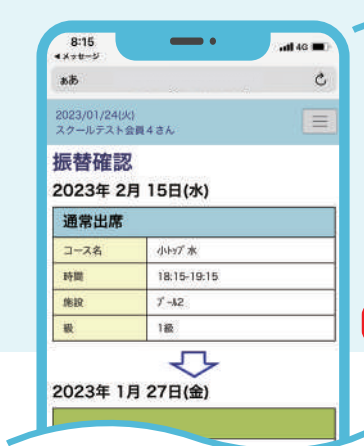 8:15
4G
◀メッセージ
ぁあ
2023/01/24(火)
スクールテスト会員4さん
振替確認
2023年 2月 15日(水)
通常出席
コース名 小トップ 水
時間 18:15-19:15
施設 プール2
級 1級
2023年 1月 27日(金)